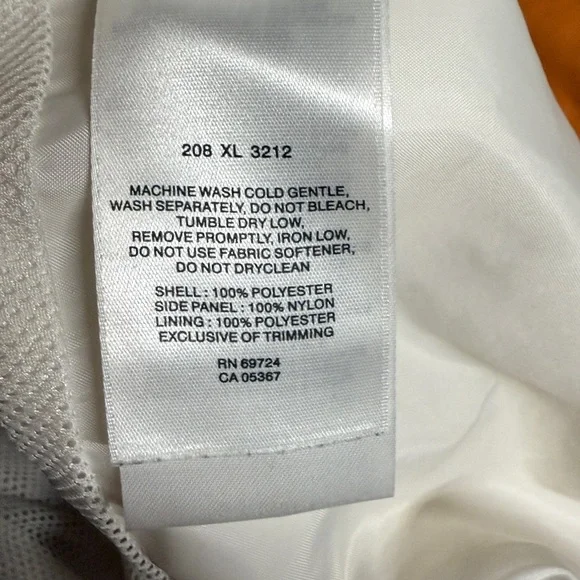 208 XL 3212
MACHINE WASH COLD GENTLE,
WASH SEPARATELY, DO NOT BLEACH,
TUMBLE DRY LOW,
REMOVE PROMPTLY, IRON LOW,
DO NOT USE FABRIC SOFTENER,
DO NOT DRYCLEAN
SHELL : 100% POLYESTER
SIDE PANEL : 100% NYLON
LINING : 100% POLYESTER
EXCLUSIVE OF TRIMMING
RN 69724
CA 05367